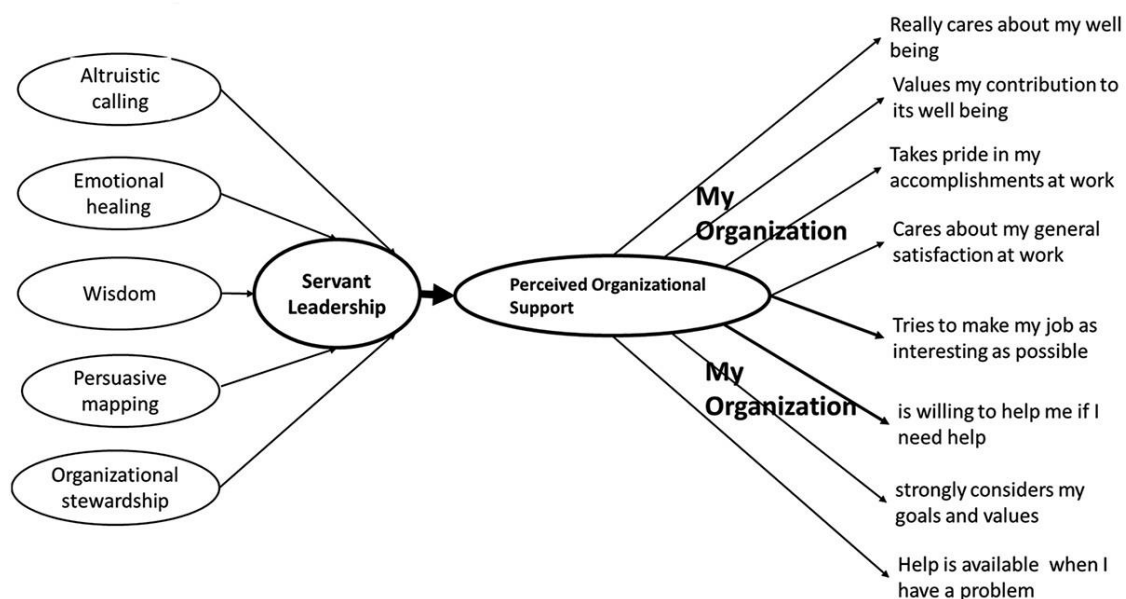 Altruistic
calling
Emotional
healing
Wisdom
Persuasive
mapping
Organizational
stewardship
Servant
Leadership
Perceived Organizational
Support
My
Organization
My
Organization
Really cares about my well
being
Values my contribution to
its well being
Takes pride in my
accomplishments at work
Cares about my general
satisfaction at work
Tries to make my job as
interesting as possible
is willing to help me if I
need help
strongly considers my
goals and values
Help is available when I
have a problem